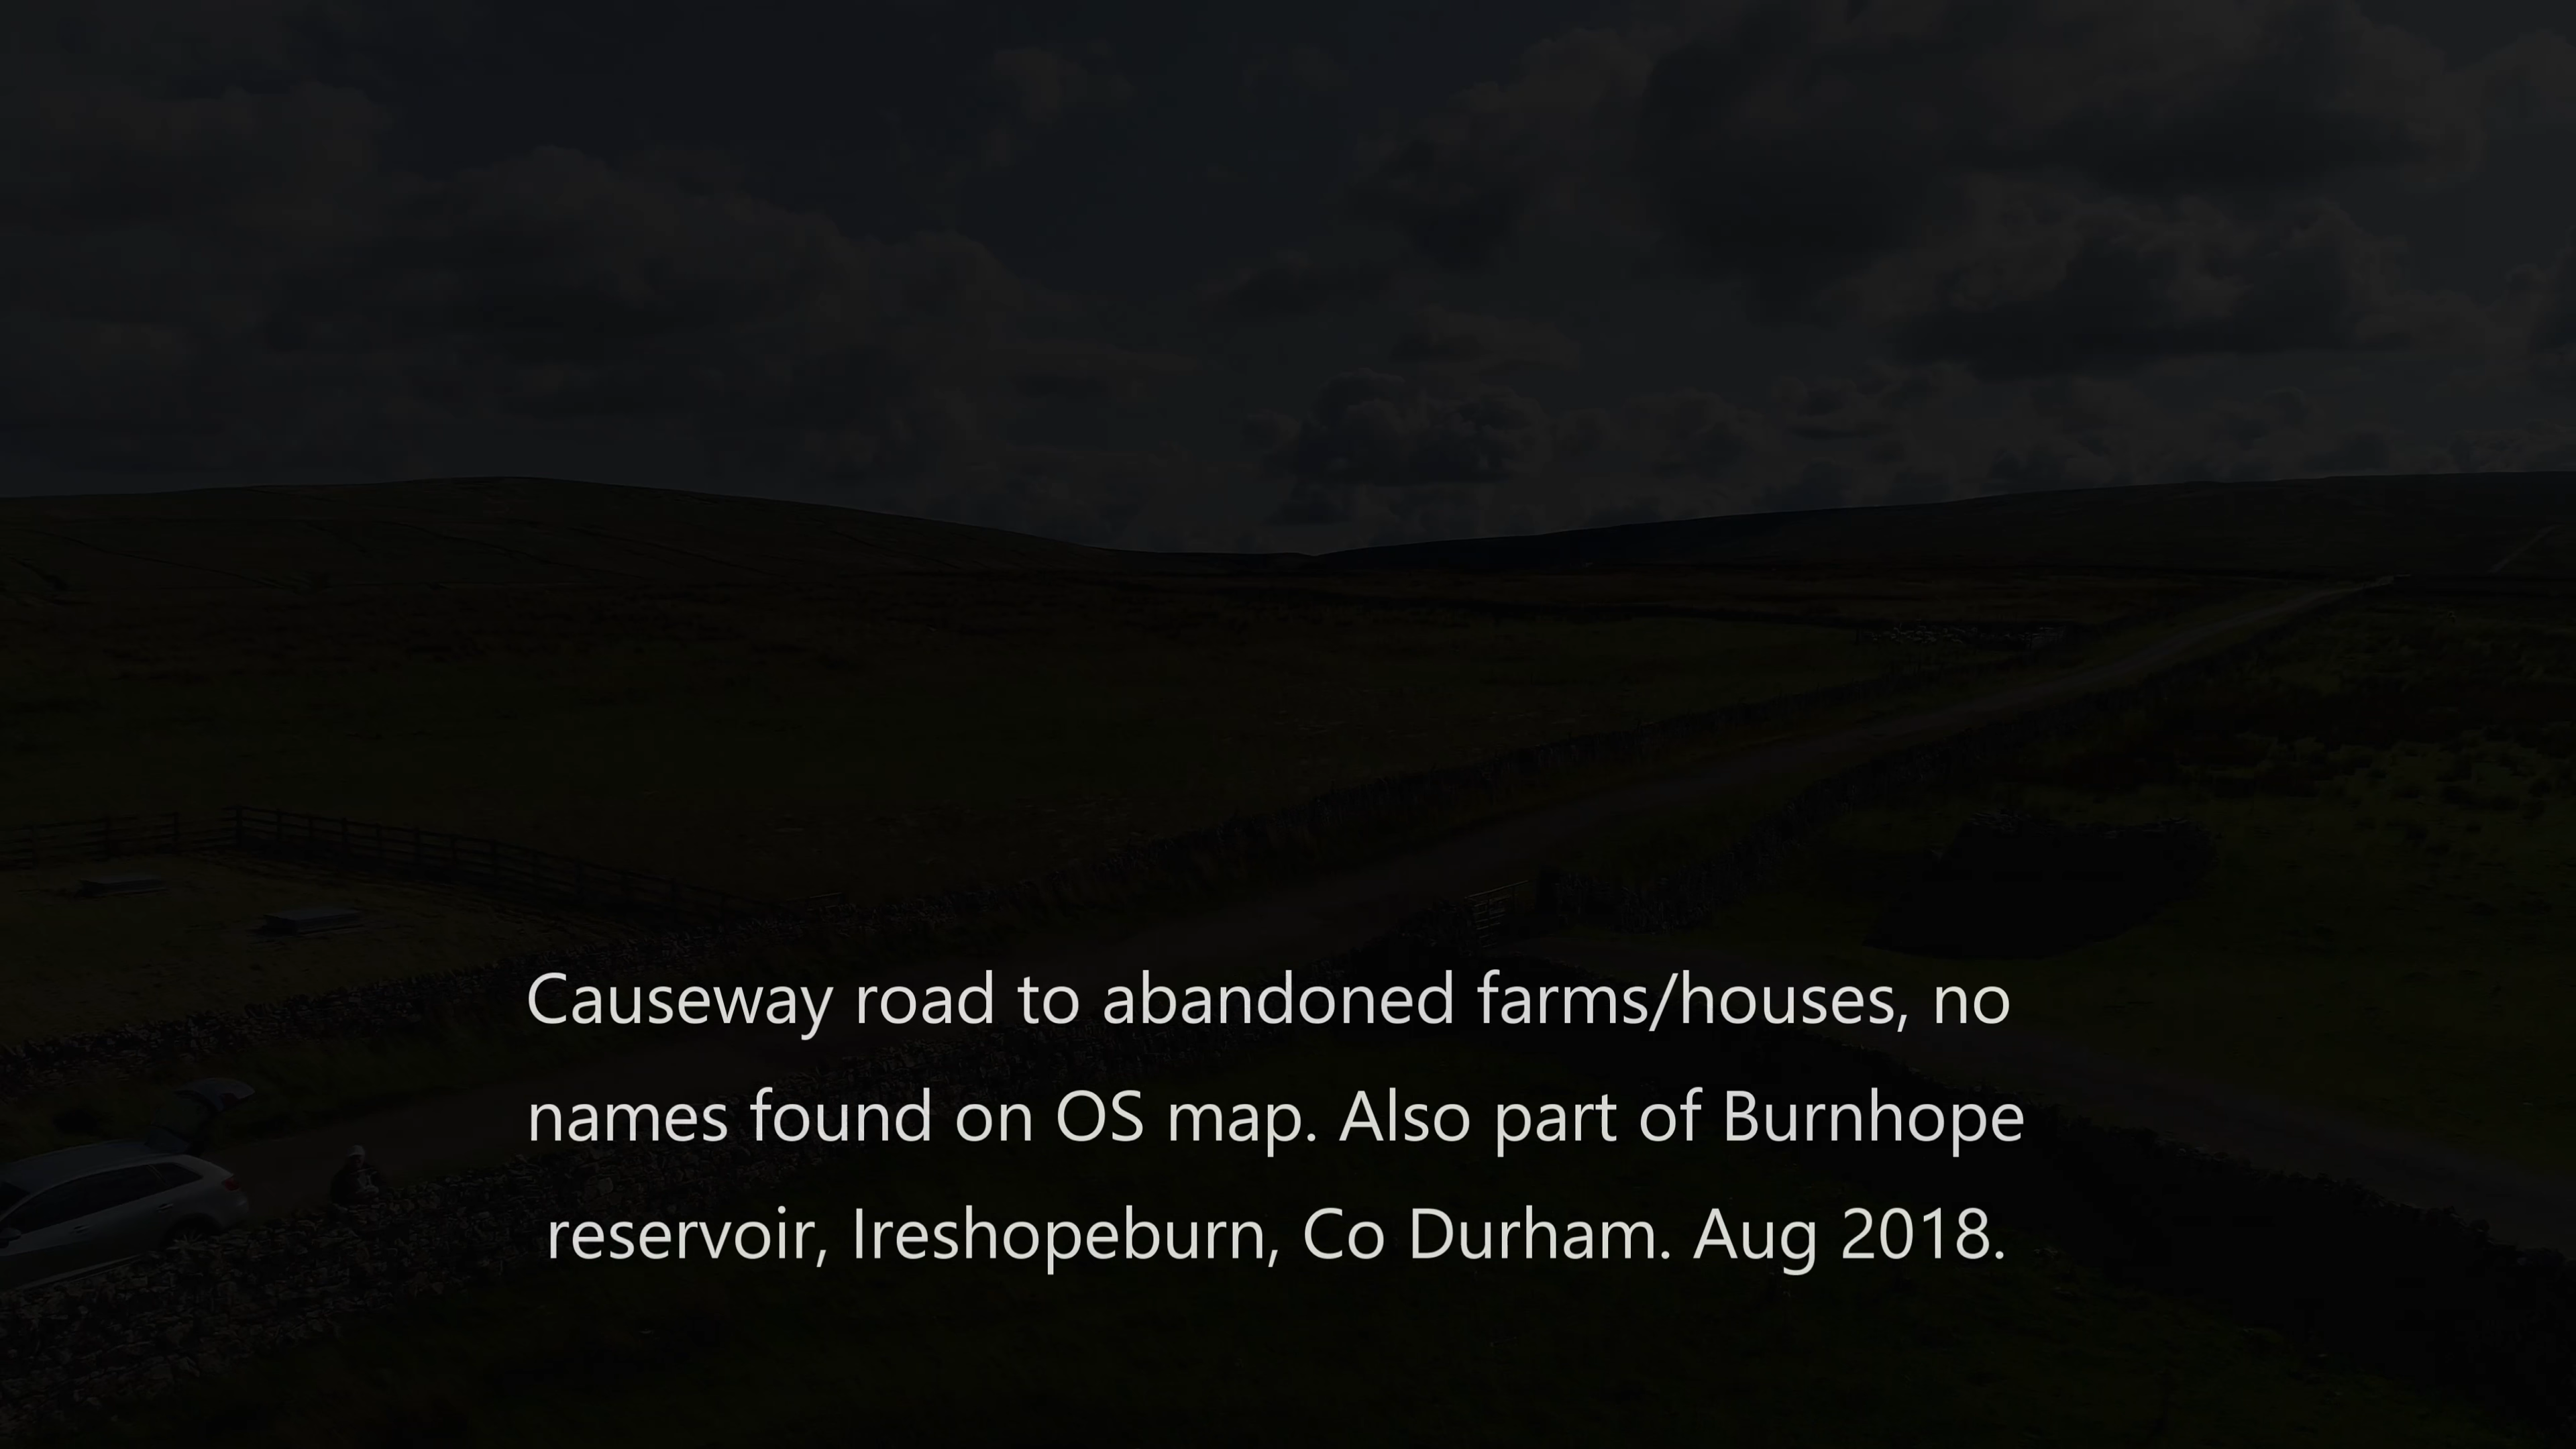 Causeway road to abandoned farms/houses, no
names found on OS map. Also part of Burnhope
reservoir, Ireshopeburn, Co Durham. Aug 2018.